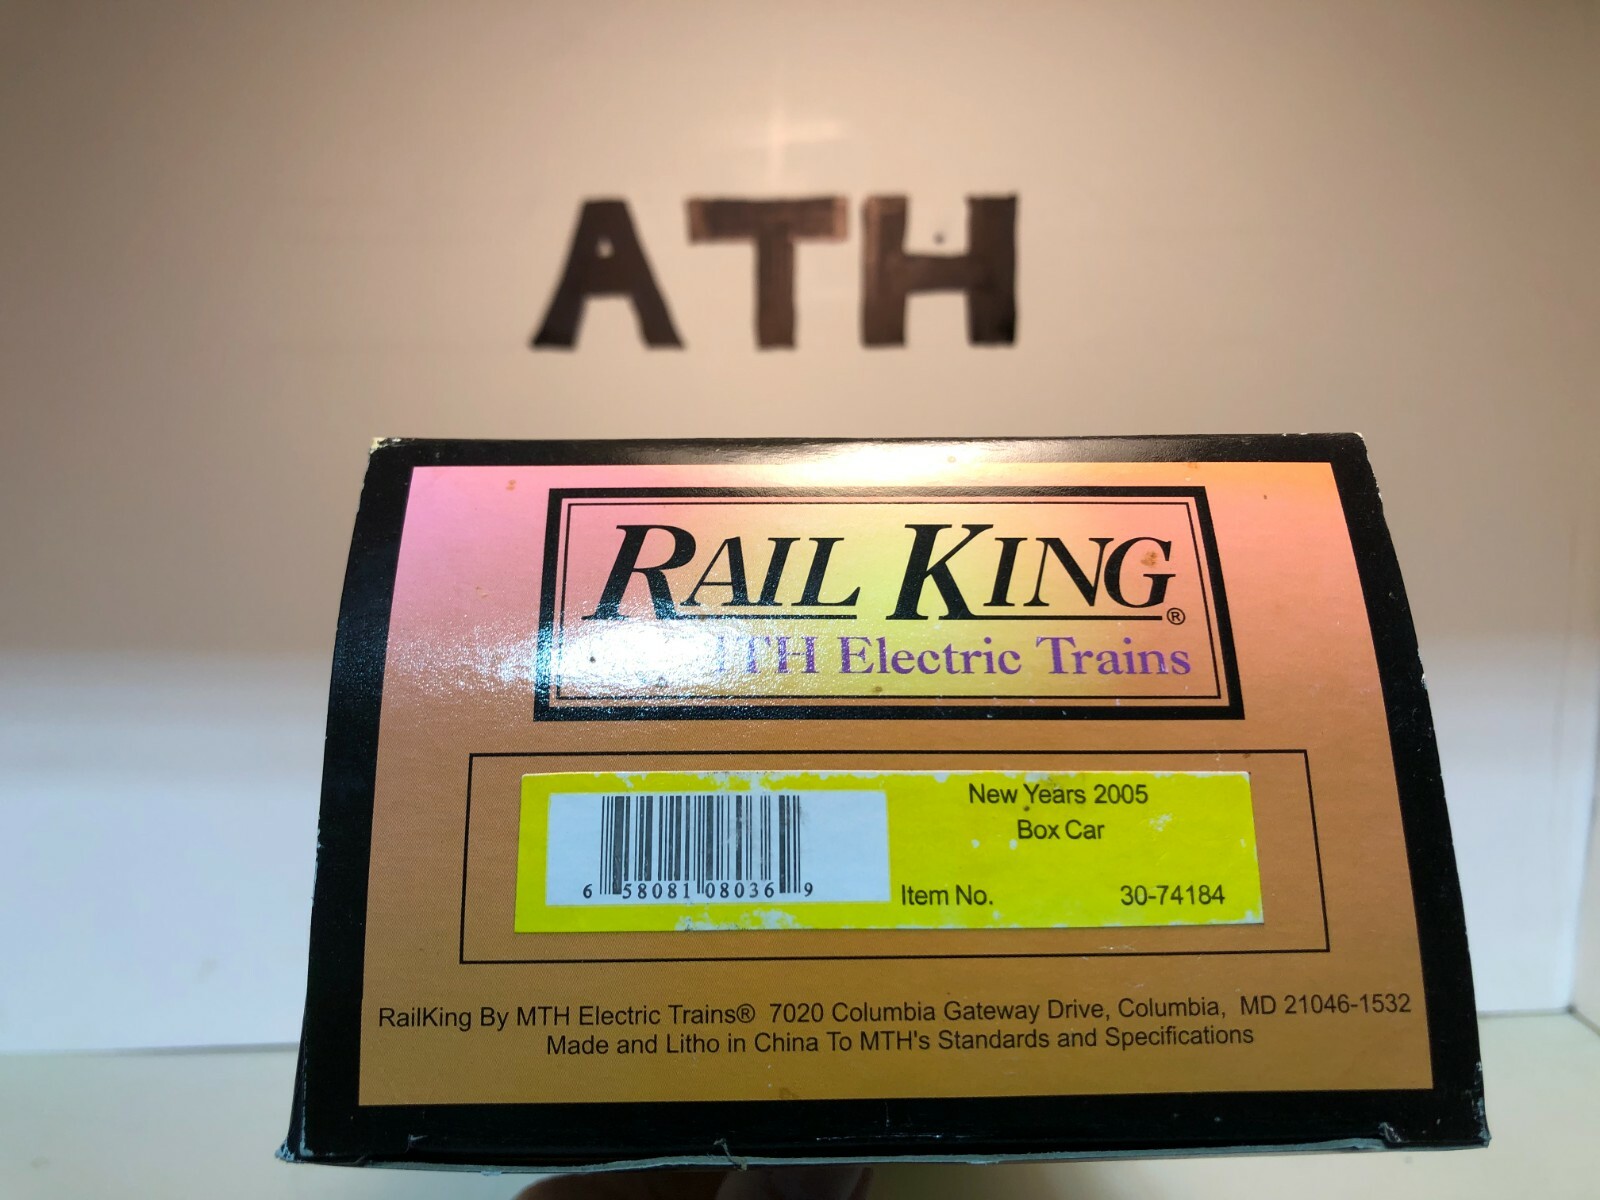 ATH
RAIL KING®
MTH Electric Trains
New Years 2005
Box Car
6 58081 08036 9
Item No. 30-74184
RailKing By MTH Electric Trains® 7020 Columbia Gateway Drive, Columbia, MD 21046-1532
Made and Litho in China To MTH's Standards and Specifications